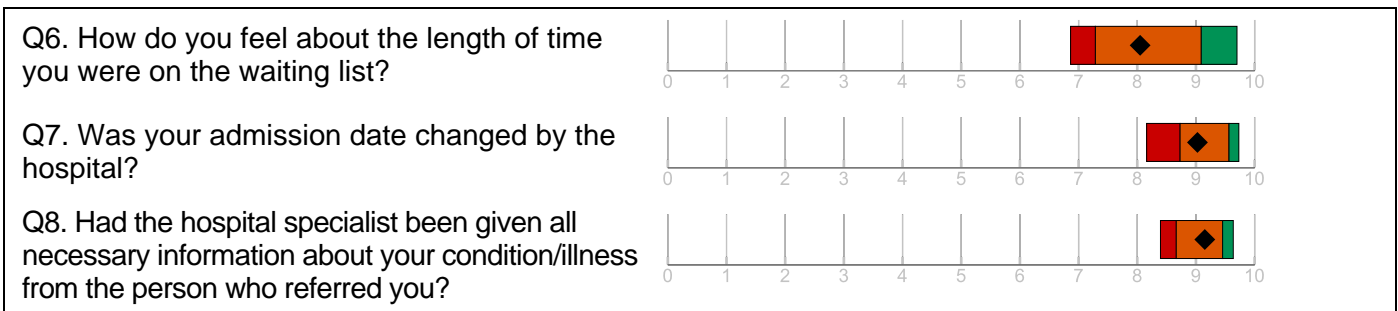 Q6. How do you feel about the length of time
you were on the waiting list?
0 1 2 3 4 5 6 7 8 9 10
Q7. Was your admission date changed by the
hospital?
0 1 2 3 4 5 6 7 8 9 10
Q8. Had the hospital specialist been given all
necessary information about your condition/illness
from the person who referred you?
0 1 2 3 4 5 6 7 8 9 10